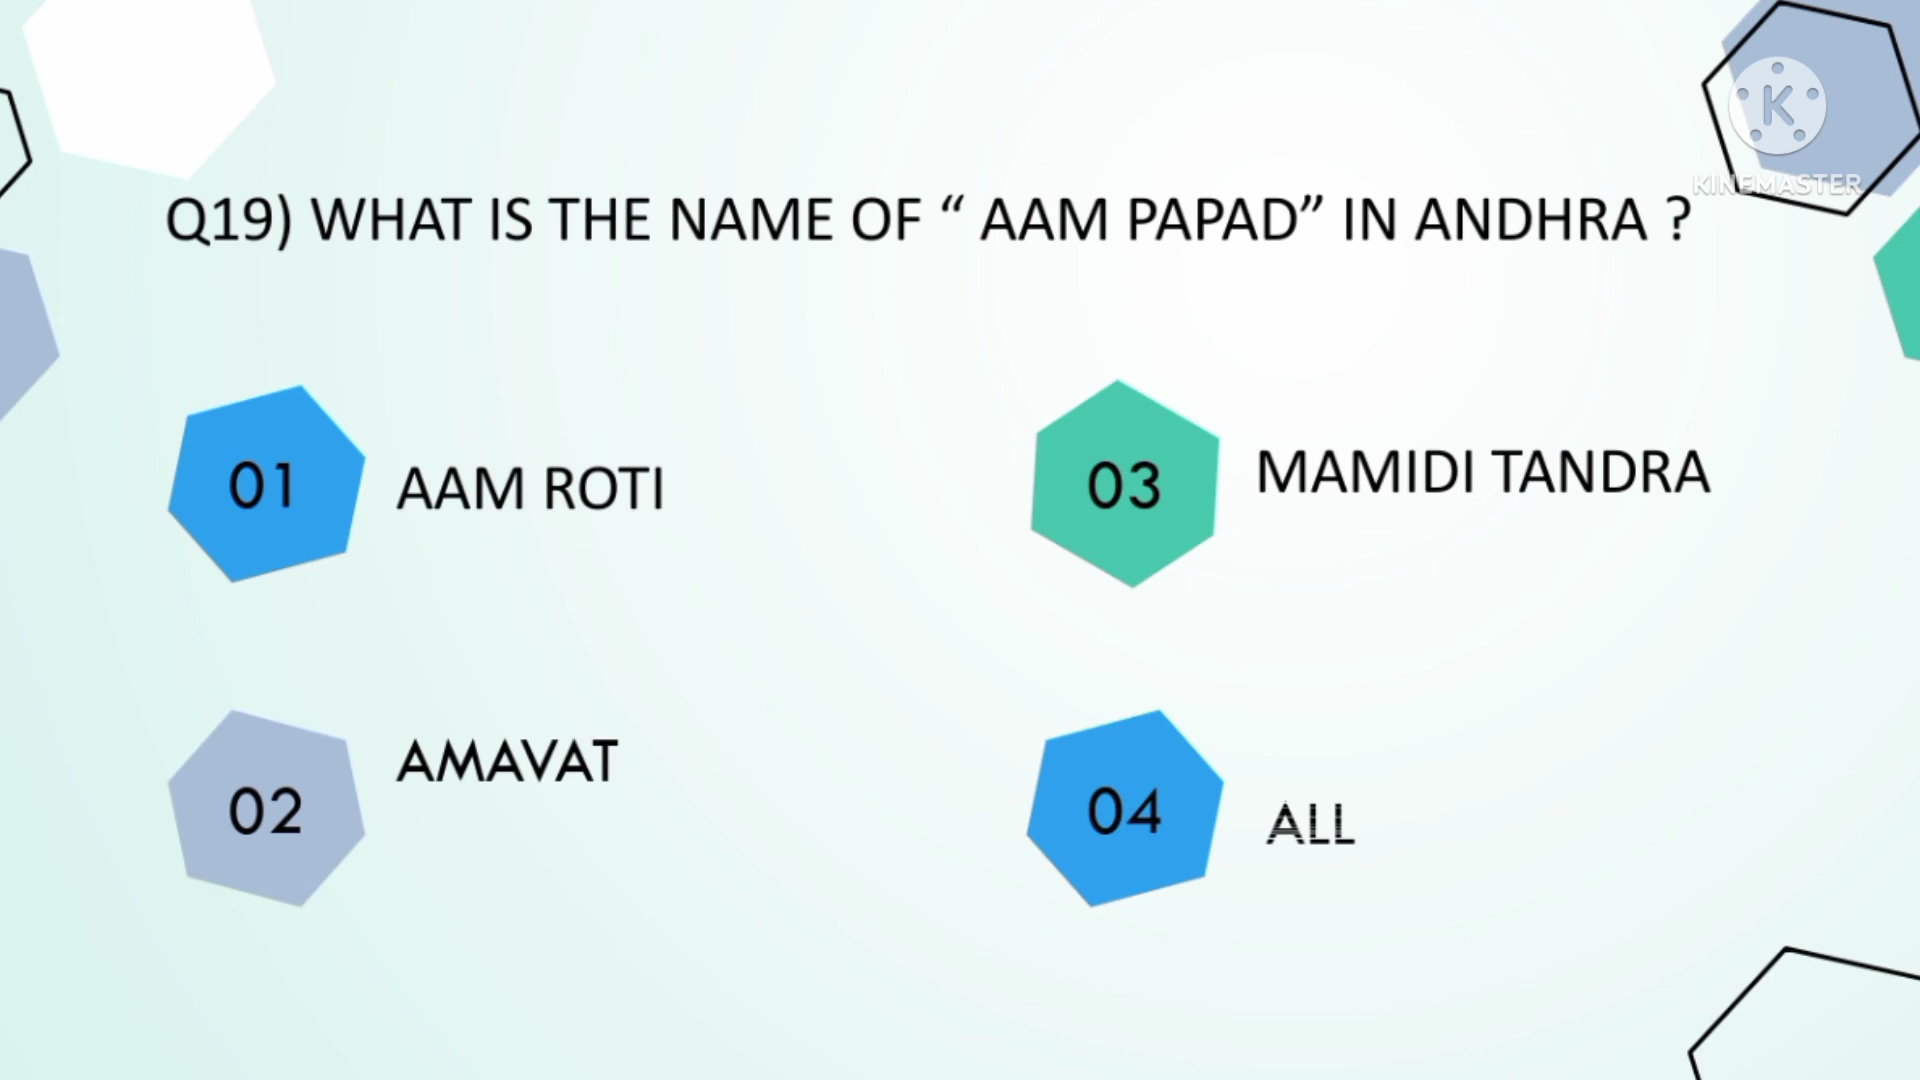 K
KINEMASTER
Q19) WHAT IS THE NAME OF “ AAM PAPAD” IN ANDHRA ?
01 AAM ROTI
03 MAMIDI TANDRA
02 AMAVAT
04 ALL